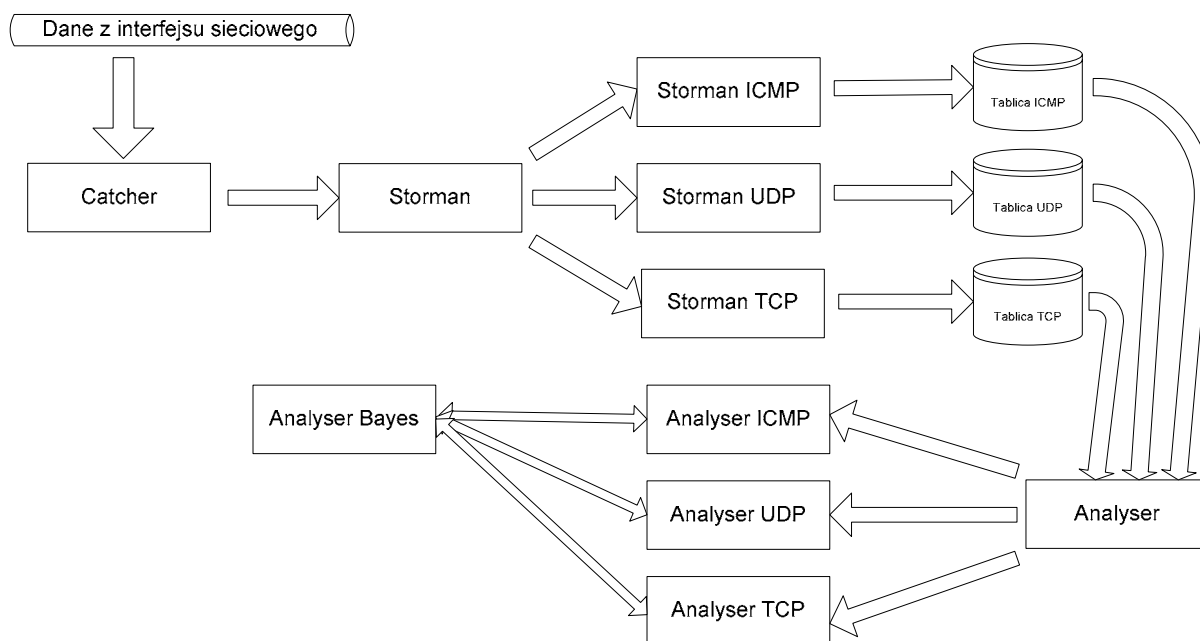 Dane z interfejsu sieciowego
Catcher
Storman
Storman ICMP
Storman UDP
Storman TCP
Tablica ICMP
Tablica UDP
Tablica TCP
Analyser Bayes
Analyser ICMP
Analyser UDP
Analyser TCP
Analyser